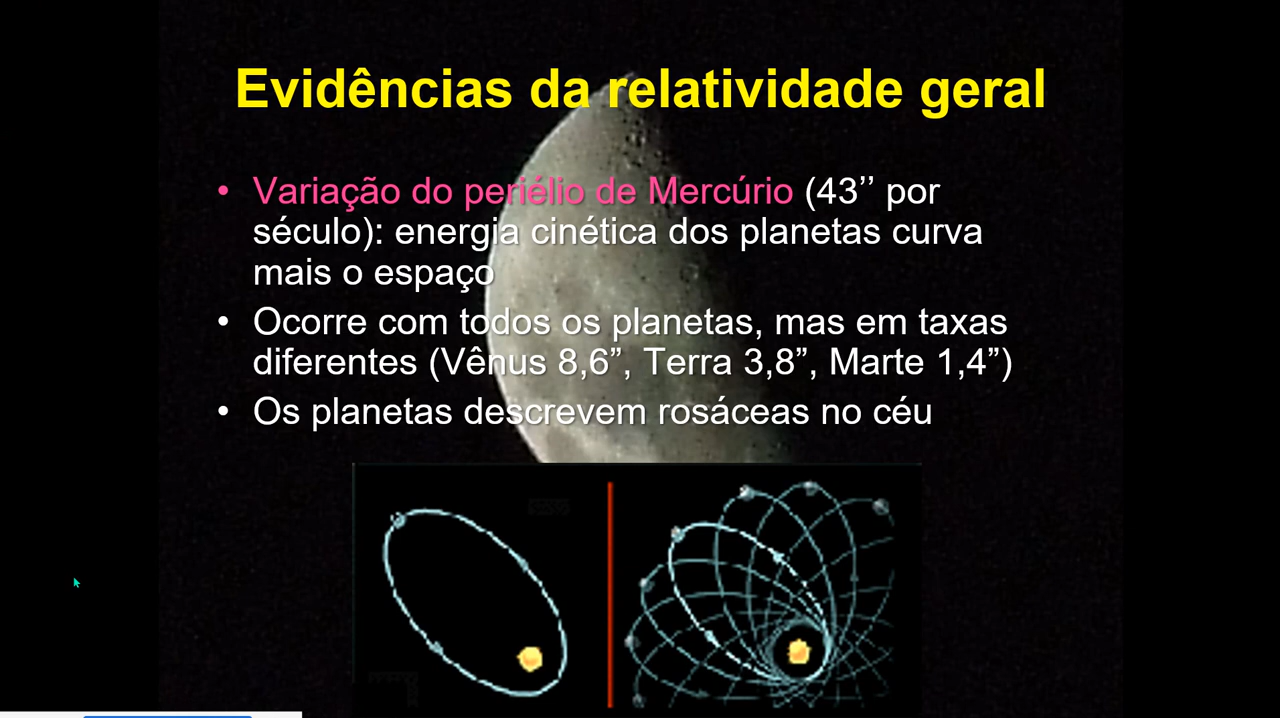 Evidências da relatividade geral
• Variação do periélio de Mercúrio (43’’ por
século): energia cinética dos planetas curva
mais o espaço
• Ocorre com todos os planetas, mas em taxas
diferentes (Vênus 8,6”, Terra 3,8”, Marte 1,4”)
• Os planetas descrevem rosáceas no céu